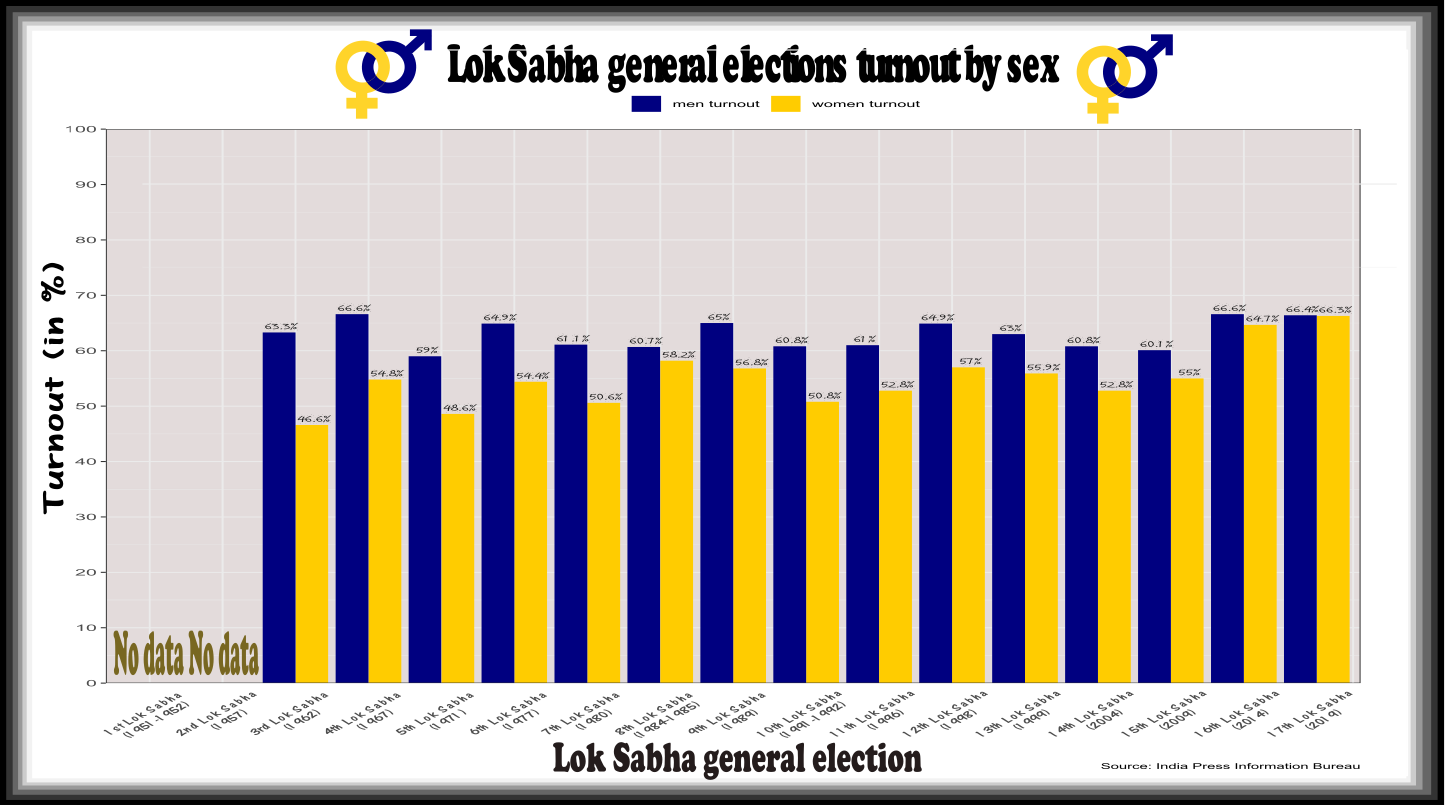 Lok Sabha general elections turnout by sex
men turnout women turnout
Turnout (in %)
100
90
80
70
60
50
40
30
20
10
0
63.3% 46.6%
66.6% 54.8%
59% 48.6%
64.9% 54.4%
61.1% 50.6%
60.7% 58.2%
65% 56.8%
60.8% 50.8%
61% 52.8%
64.9% 57%
63% 55.9%
60.8% 52.8%
60.1% 55%
66.6% 64.7%
66.4% 66.3%
No data No data
1st Lok Sabha
(1951-1952)
2nd Lok Sabha
(1957)
3rd Lok Sabha
(1962)
4th Lok Sabha
(1967)
5th Lok Sabha
(1971)
6th Lok Sabha
(1977)
7th Lok Sabha
(1980)
8th Lok Sabha
(1984-1985)
9th Lok Sabha
(1989)
10th Lok Sabha
(1991-1992)
11th Lok Sabha
(1996)
12th Lok Sabha
(1998)
13th Lok Sabha
(1999)
14th Lok Sabha
(2004)
15th Lok Sabha
(2009)
16th Lok Sabha
(2014)
17th Lok Sabha
(2019)
Lok Sabha general election
Source: India Press Information Bureau